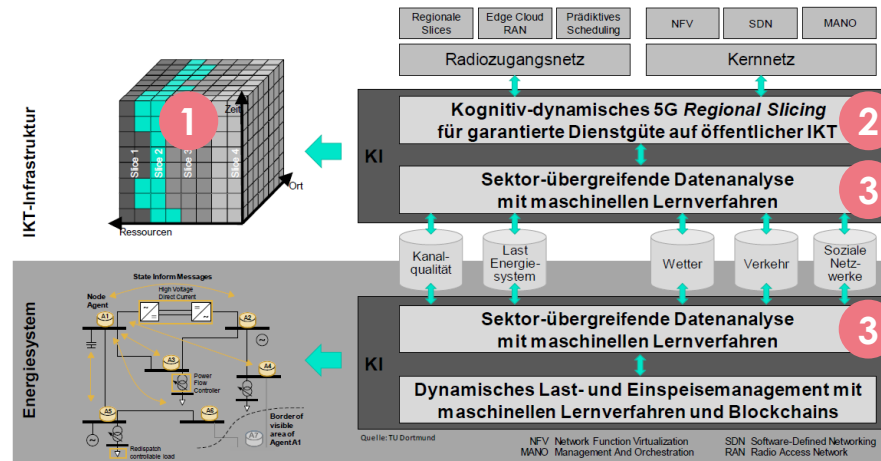 Regionale
Slices
Edge Cloud
RAN
Prädiktives
Scheduling
NFV
SDN
MANO
Radiozugangsnetz
Kernnetz
IKT-Infrastruktur
1
Zeit
Slice 1
Slice 2
Slice 3
Slice 4
Ort
Ressourcen
KI
Kognitiv-dynamisches 5G Regional Slicing
für garantierte Dienstgüte auf öffentlicher IKT
2
Sektor-übergreifende Datenanalyse
mit maschinellen Lernverfahren
3
Kanal-
qualität
Last
Energie-
system
Wetter
Verkehr
Soziale
Netz-
werke
Energiesystem
State Inform Messages
High Voltage
Direct Current
Node
Agent
A1
A2
A3
A4
Power
Flow
Controller
A5
A6
A7
Border of
visible
area of
Agent A1
Redispatch
controllable load
KI
Sektor-übergreifende Datenanalyse
mit maschinellen Lernverfahren
3
Dynamisches Last- und Einspeisemanagement mit
maschinellen Lernverfahren und Blockchains
Quelle: TU Dortmund
NFV Network Function Virtualization
SDN Software-Defined Networking
MANO Management And Orchestration
RAN Radio Access Network